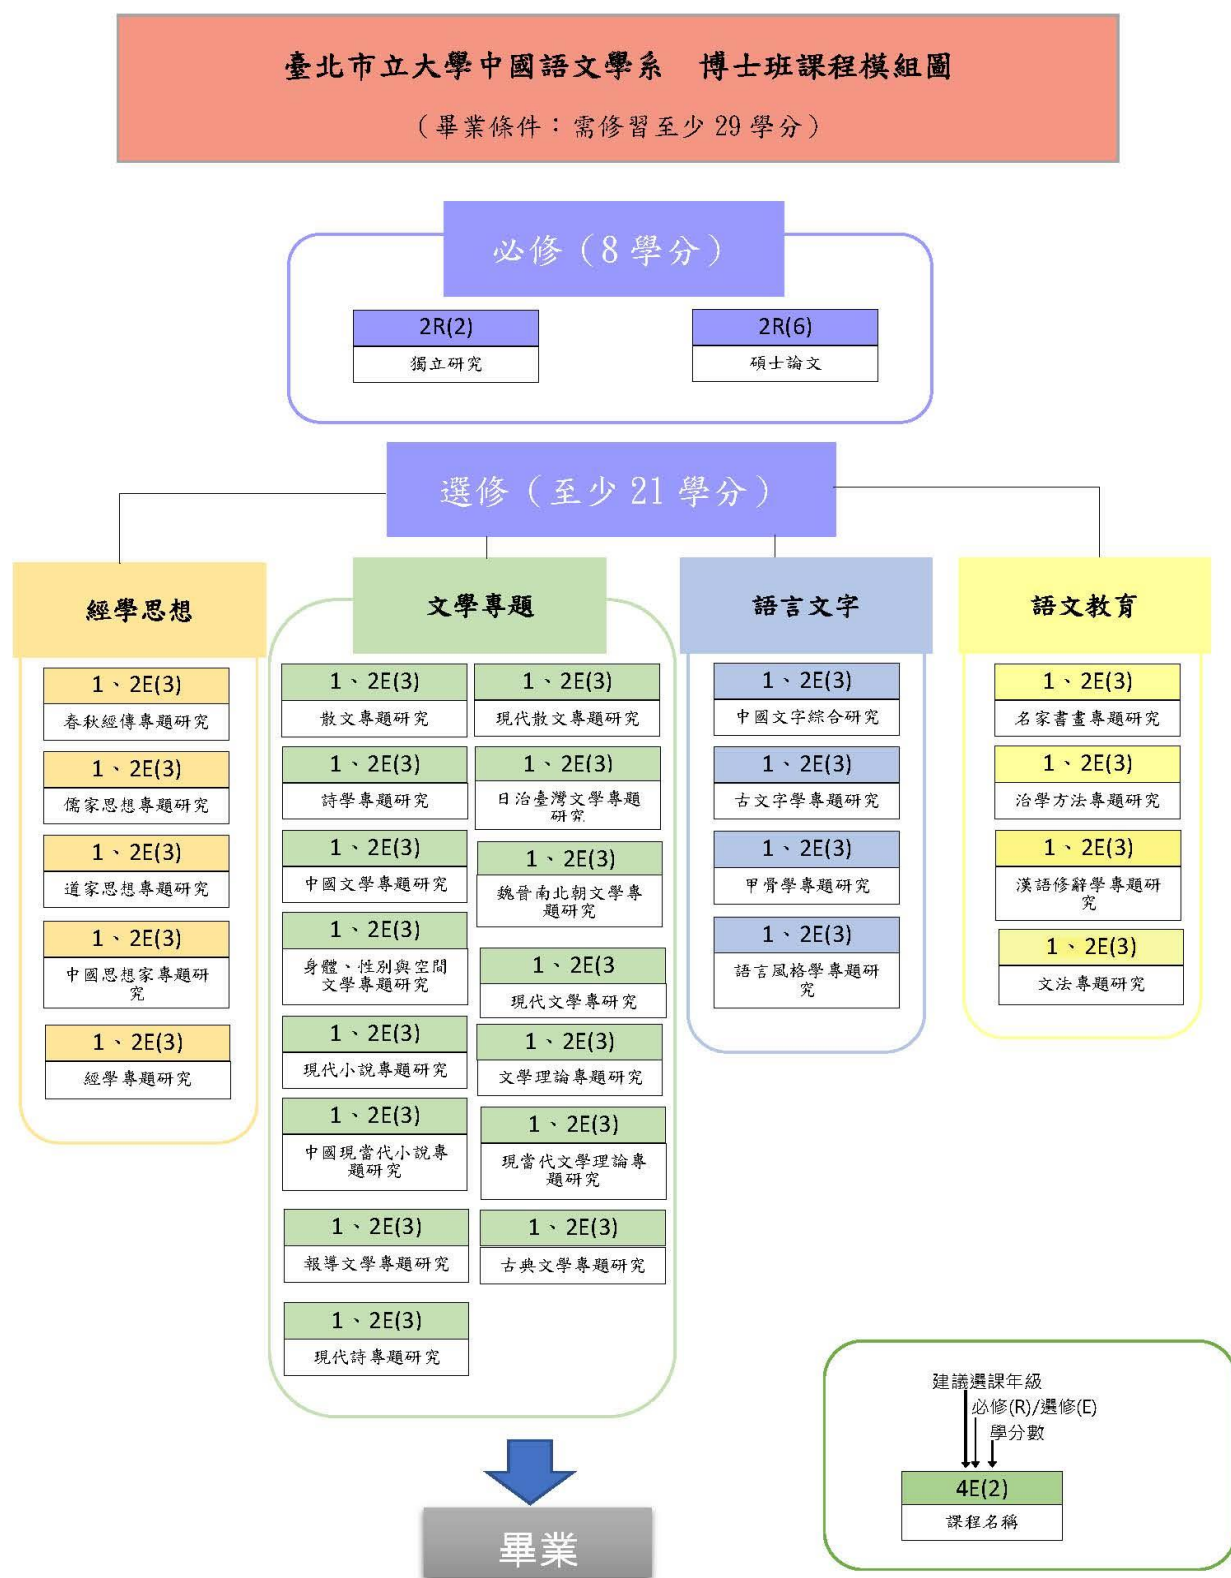 臺北市立大學中國語文學系　博士班課程模組圖
（畢業條件：需修習至少 29 學分）
必修（8 學分）
2R(2)
獨立研究
2R(6)
碩士論文
選修（至少 21 學分）
經學思想
1、2E(3)
春秋經傳專題研究
1、2E(3)
儒家思想專題研究
1、2E(3)
道家思想專題研究
1、2E(3)
中國思想家專題研
究
1、2E(3)
經學專題研究
文學專題
1、2E(3)
散文專題研究
1、2E(3)
詩學專題研究
1、2E(3)
中國文學專題研究
1、2E(3)
身體、性別與空間
文學專題研究
1、2E(3)
現代小說專題研究
1、2E(3)
中國現當代小說專
題研究
1、2E(3)
報導文學專題研究
1、2E(3)
現代詩專題研究
1、2E(3)
現代散文專題研究
1、2E(3)
日治臺灣文學專題
研究
1、2E(3)
魏晉南北朝文學專
題研究
1、2E(3
現代文學專研究
1、2E(3)
文學理論專題研究
1、2E(3)
現當代文學理論專
題研究
1、2E(3)
古典文學專題研究
語言文字
1、2E(3)
中國文字綜合研究
1、2E(3)
古文字學專題研究
1、2E(3)
甲骨學專題研究
1、2E(3)
語言風格學專題研
究
語文教育
1、2E(3)
名家書畫專題研究
1、2E(3)
治學方法專題研究
1、2E(3)
漢語修辭學專題研
究
1、2E(3)
文法專題研究
畢業
建議選課年級
必修(R)/選修(E)
學分數
4E(2)
課程名稱